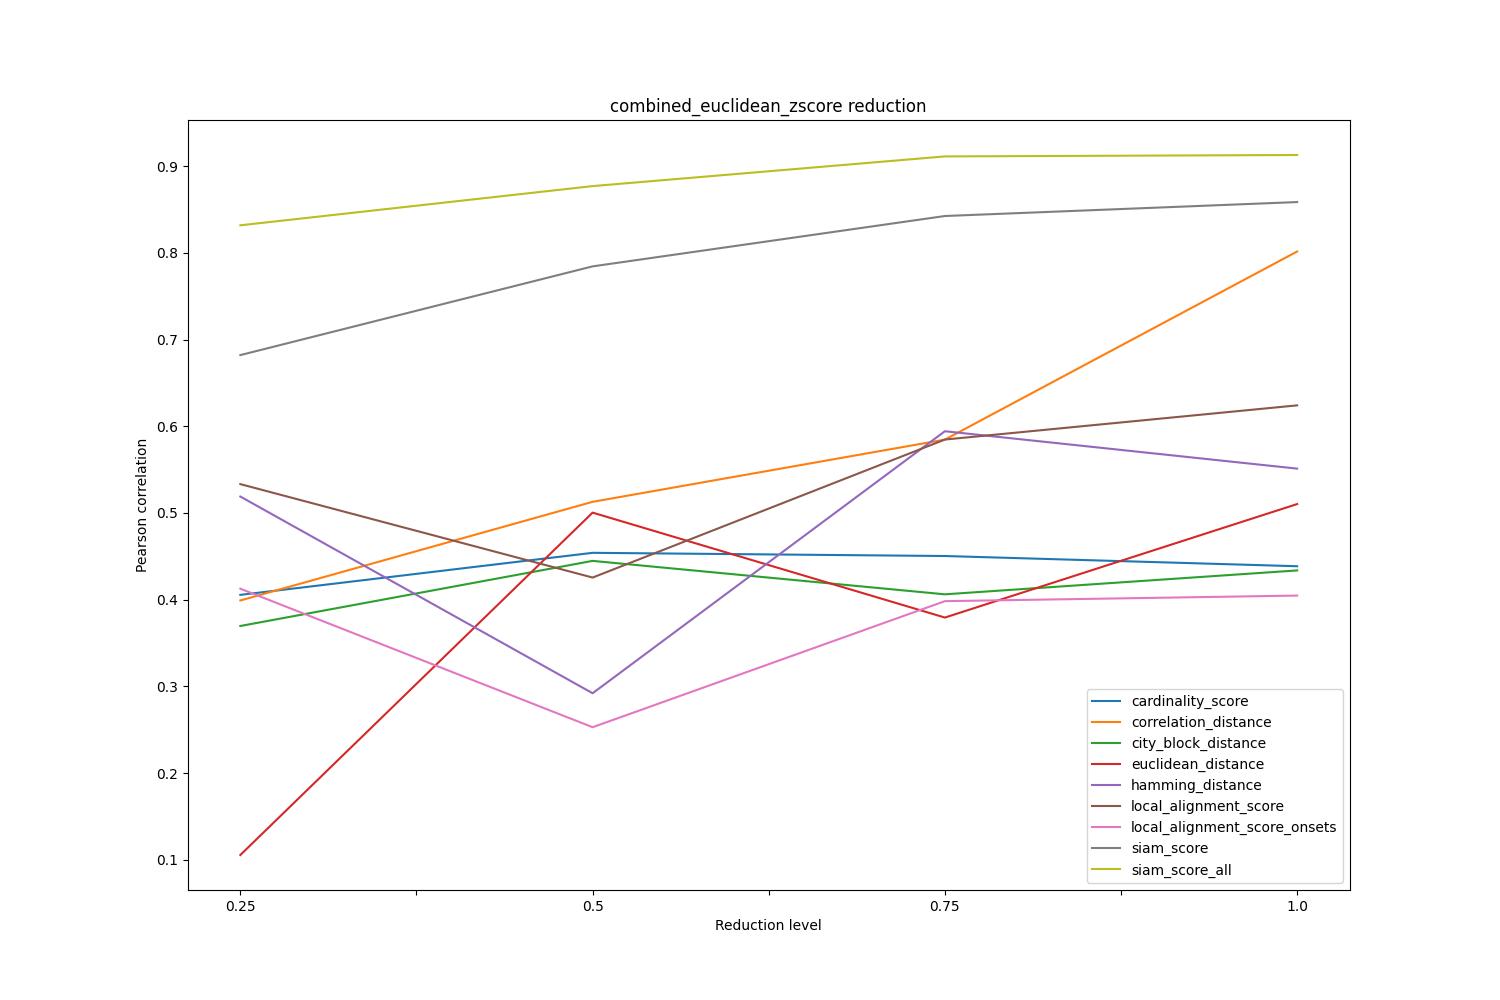 combined_euclidean_zscore reduction
0.9
0.8
0.7
0.6
0.5
0.4
0.3
0.2
0.1
Pearson correlation
0.25
0.5
0.75
1.0
Reduction level
cardinality_score
correlation_distance
city_block_distance
euclidean_distance
hamming_distance
local_alignment_score
local_alignment_score_onsets
siam_score
siam_score_all